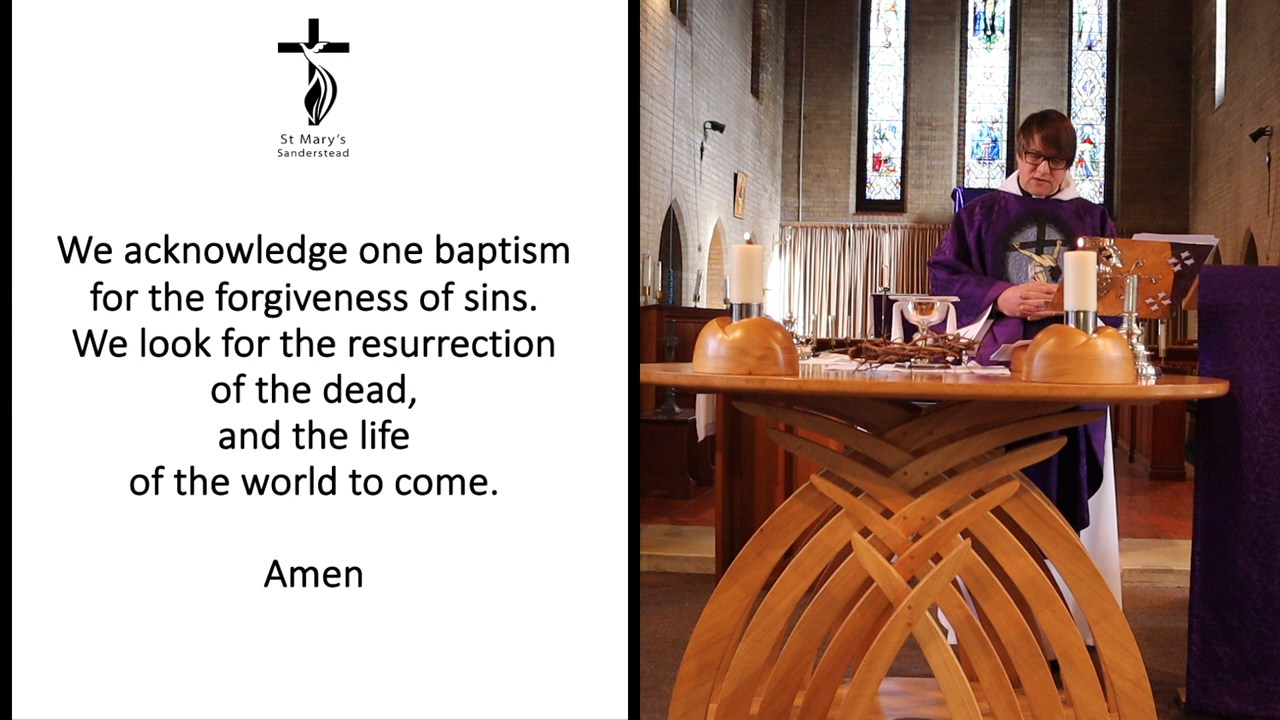 St Mary's
Sanderstead
We acknowledge one baptism
for the forgiveness of sins.
We look for the resurrection
of the dead,
and the life
of the world to come.
Amen